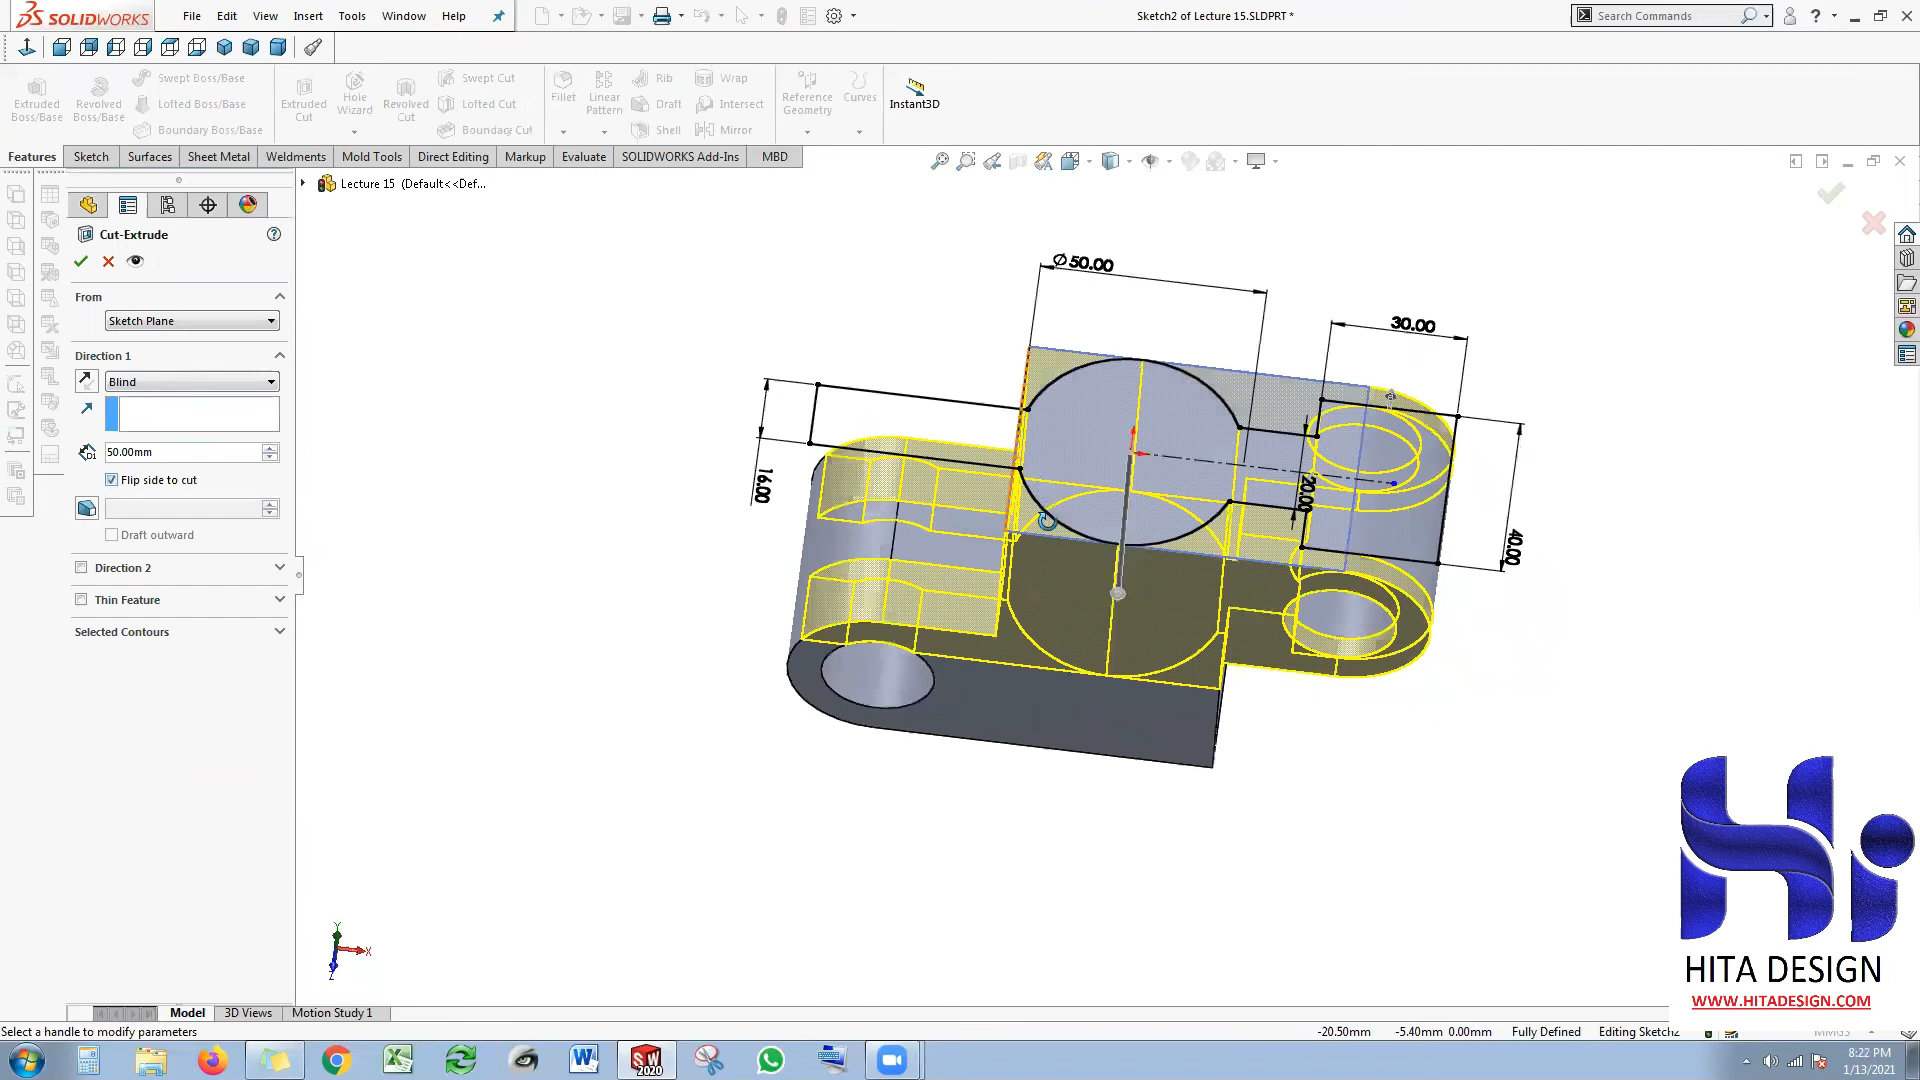 SOLIDWORKS File Edit View Insert Tools Window Help Sketch2 of Lecture 15.SLDPRT * Search Commands
Extruded Boss/Base
Revolved Boss/Base
Swept Boss/Base
Lofted Boss/Base
Boundary Boss/Base
Extruded Cut
Hole Wizard
Revolved Cut
Swept Cut
Lofted Cut
Boundary Cut
Fillet
Linear Pattern
Rib
Draft
Shell
Wrap
Intersect
Mirror
Reference Geometry
Curves
Instant3D
Features Sketch Surfaces Sheet Metal Weldments Mold Tools Direct Editing Markup Evaluate SOLIDWORKS Add-Ins MBD
Lecture 15 (Default<<Def...
Cut-Extrude
From
Sketch Plane
Direction 1
Blind
50.00mm
Flip side to cut
Draft outward
Direction 2
Thin Feature
Selected Contours
Ø50.00
30.00
16.00
20.00
40.00
Y
X
Z
HITA DESIGN
WWW.HITADESIGN.COM
Model 3D Views Motion Study 1
Select a handle to modify parameters -20.50mm -5.40mm 0.00mm Fully Defined Editing Sketch2 MMGS
SW 2020
8:22 PM
1/13/2021